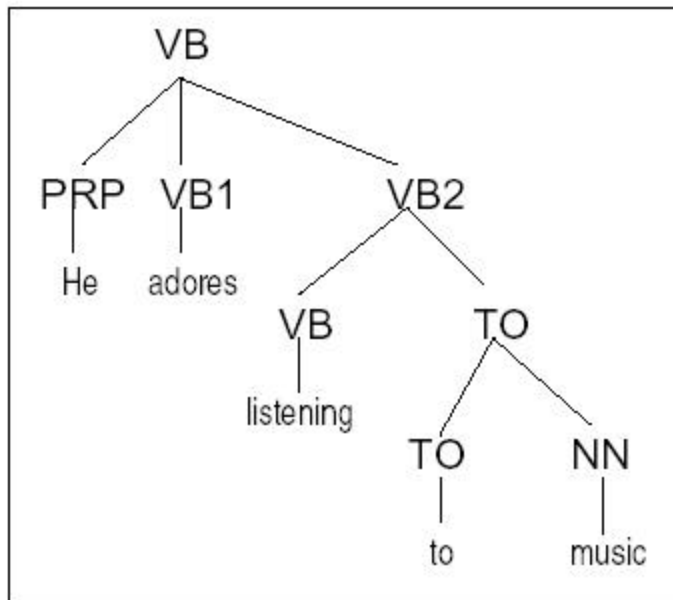 VB
PRP VB1 VB2
He adores
VB TO
listening
TO NN
to music